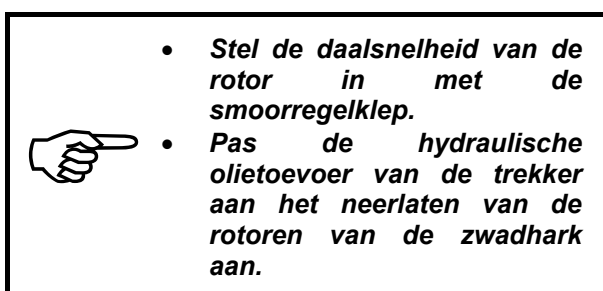 • Stel de daalsnelheid van de
rotor in met de
smoorregelklep.
• Pas de hydraulische
olietoevoer van de trekker
aan het neerlaten van de
rotoren van de zwadhark
aan.